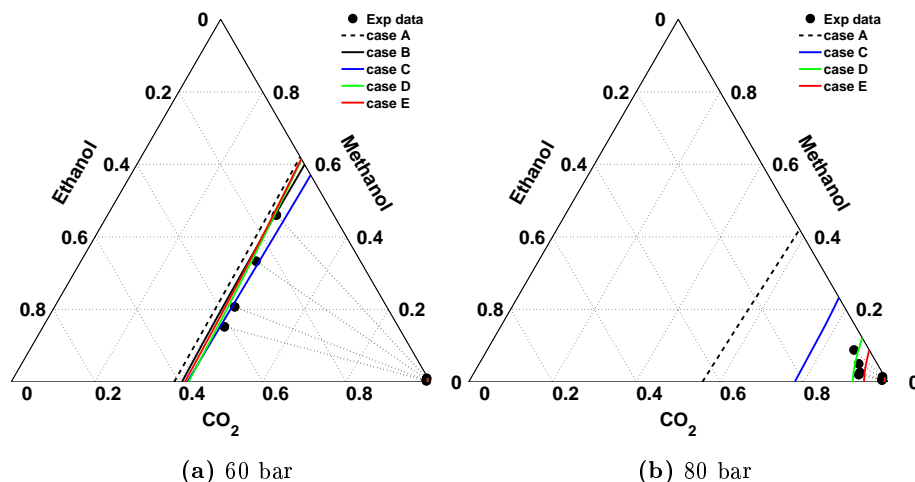 0
Exp data
case A
case B
case C
case D
case E
0.2
0.8
Ethanol
Methanol
0.4
0.6
0.6
0.4
0.8
0.2
0
0.2
0.4
0.6
0.8
0
CO2
(a) 60 bar
0
Exp data
case A
case C
case D
case E
0.2
0.8
Ethanol
Methanol
0.4
0.6
0.6
0.4
0.8
0.2
0
0.2
0.4
0.6
0.8
0
CO2
(b) 80 bar